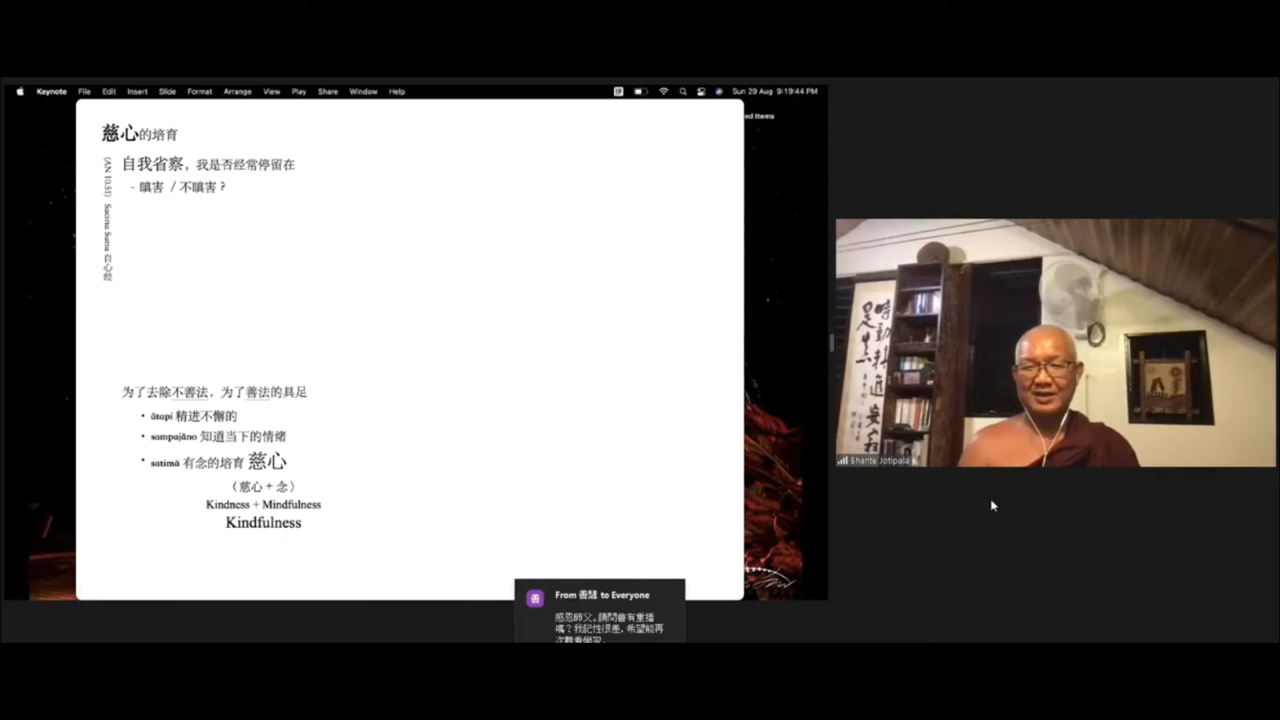 Keynote File Edit Insert Slide Format Arrange View Play Share Window Help
Sun 29 Aug 9:19:44 PM
ed Items
慈心的培育
(AN 10.51) Sacitta Sutta 自心经
自我省察，我是否经常停留在
- 瞋害 / 不瞋害？
为了去除不善法，为了善法的具足
• ātapi 精进不懈的
• sampajāno 知道当下的情绪
• satimā 有念的培育 慈心
（慈心 + 念）
Kindness + Mindfulness
Kindfulness
善
From 善慧 to Everyone
感恩師父，請問會有重播
嗎？我記性很差，希望能再
Bhante Jotipala